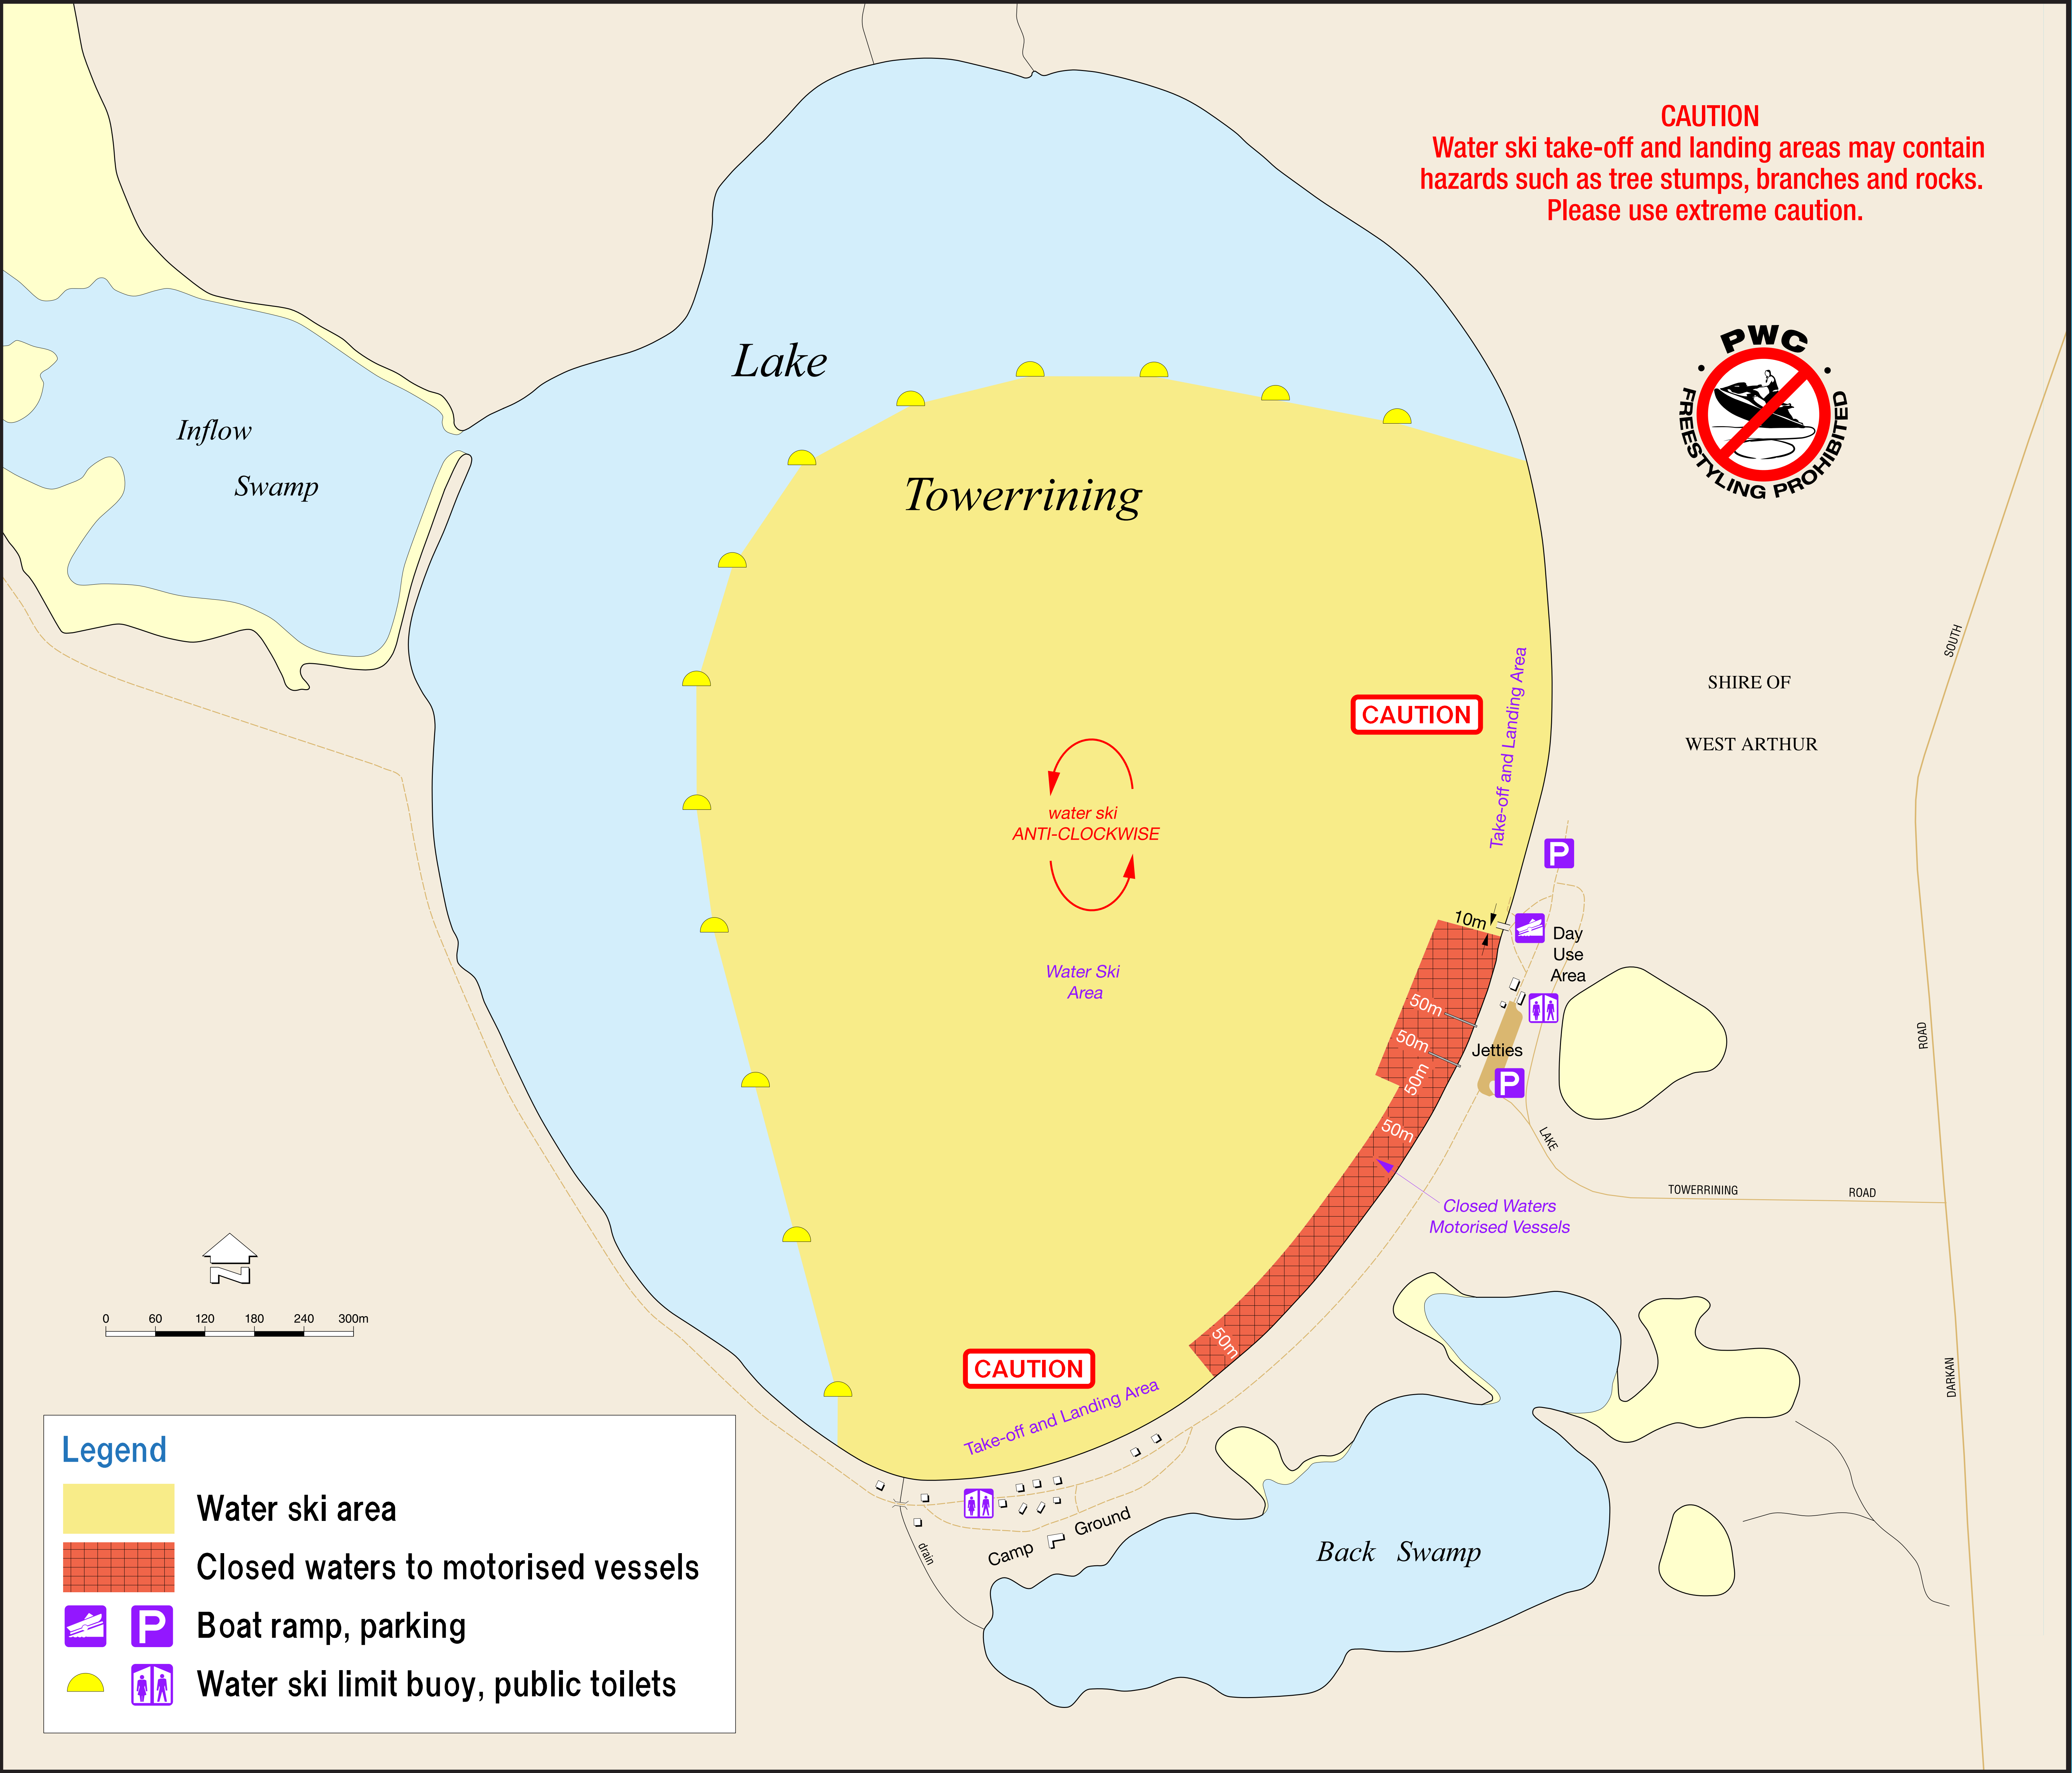 CAUTION
Water ski take-off and landing areas may contain
hazards such as tree stumps, branches and rocks.
Please use extreme caution.
PWC
FREESTYLING PROHIBITED
Lake
Towerrining
Inflow
Swamp
SHIRE OF
WEST ARTHUR
SOUTH
ROAD
DARKAN
CAUTION
Take-off and Landing Area
water ski
ANTI-CLOCKWISE
Water Ski
Area
P
10m
Day
Use
Area
50m
50m
50m
50m
50m
Jetties
P
LAKE
TOWERRINING ROAD
Closed Waters
Motorised Vessels
N
0 60 120 180 240 300m
CAUTION
Take-off and Landing Area
Camp Ground
drain
Back Swamp
Legend
Water ski area
Closed waters to motorised vessels
P
Boat ramp, parking
Water ski limit buoy, public toilets